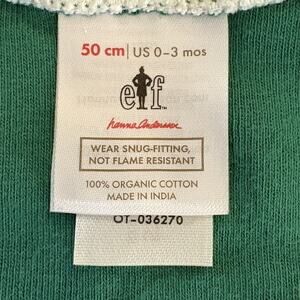 50 cm | US 0–3 mos
elf™
hanna Andersson
WEAR SNUG-FITTING,
NOT FLAME RESISTANT
100% ORGANIC COTTON
MADE IN INDIA
OT-036270